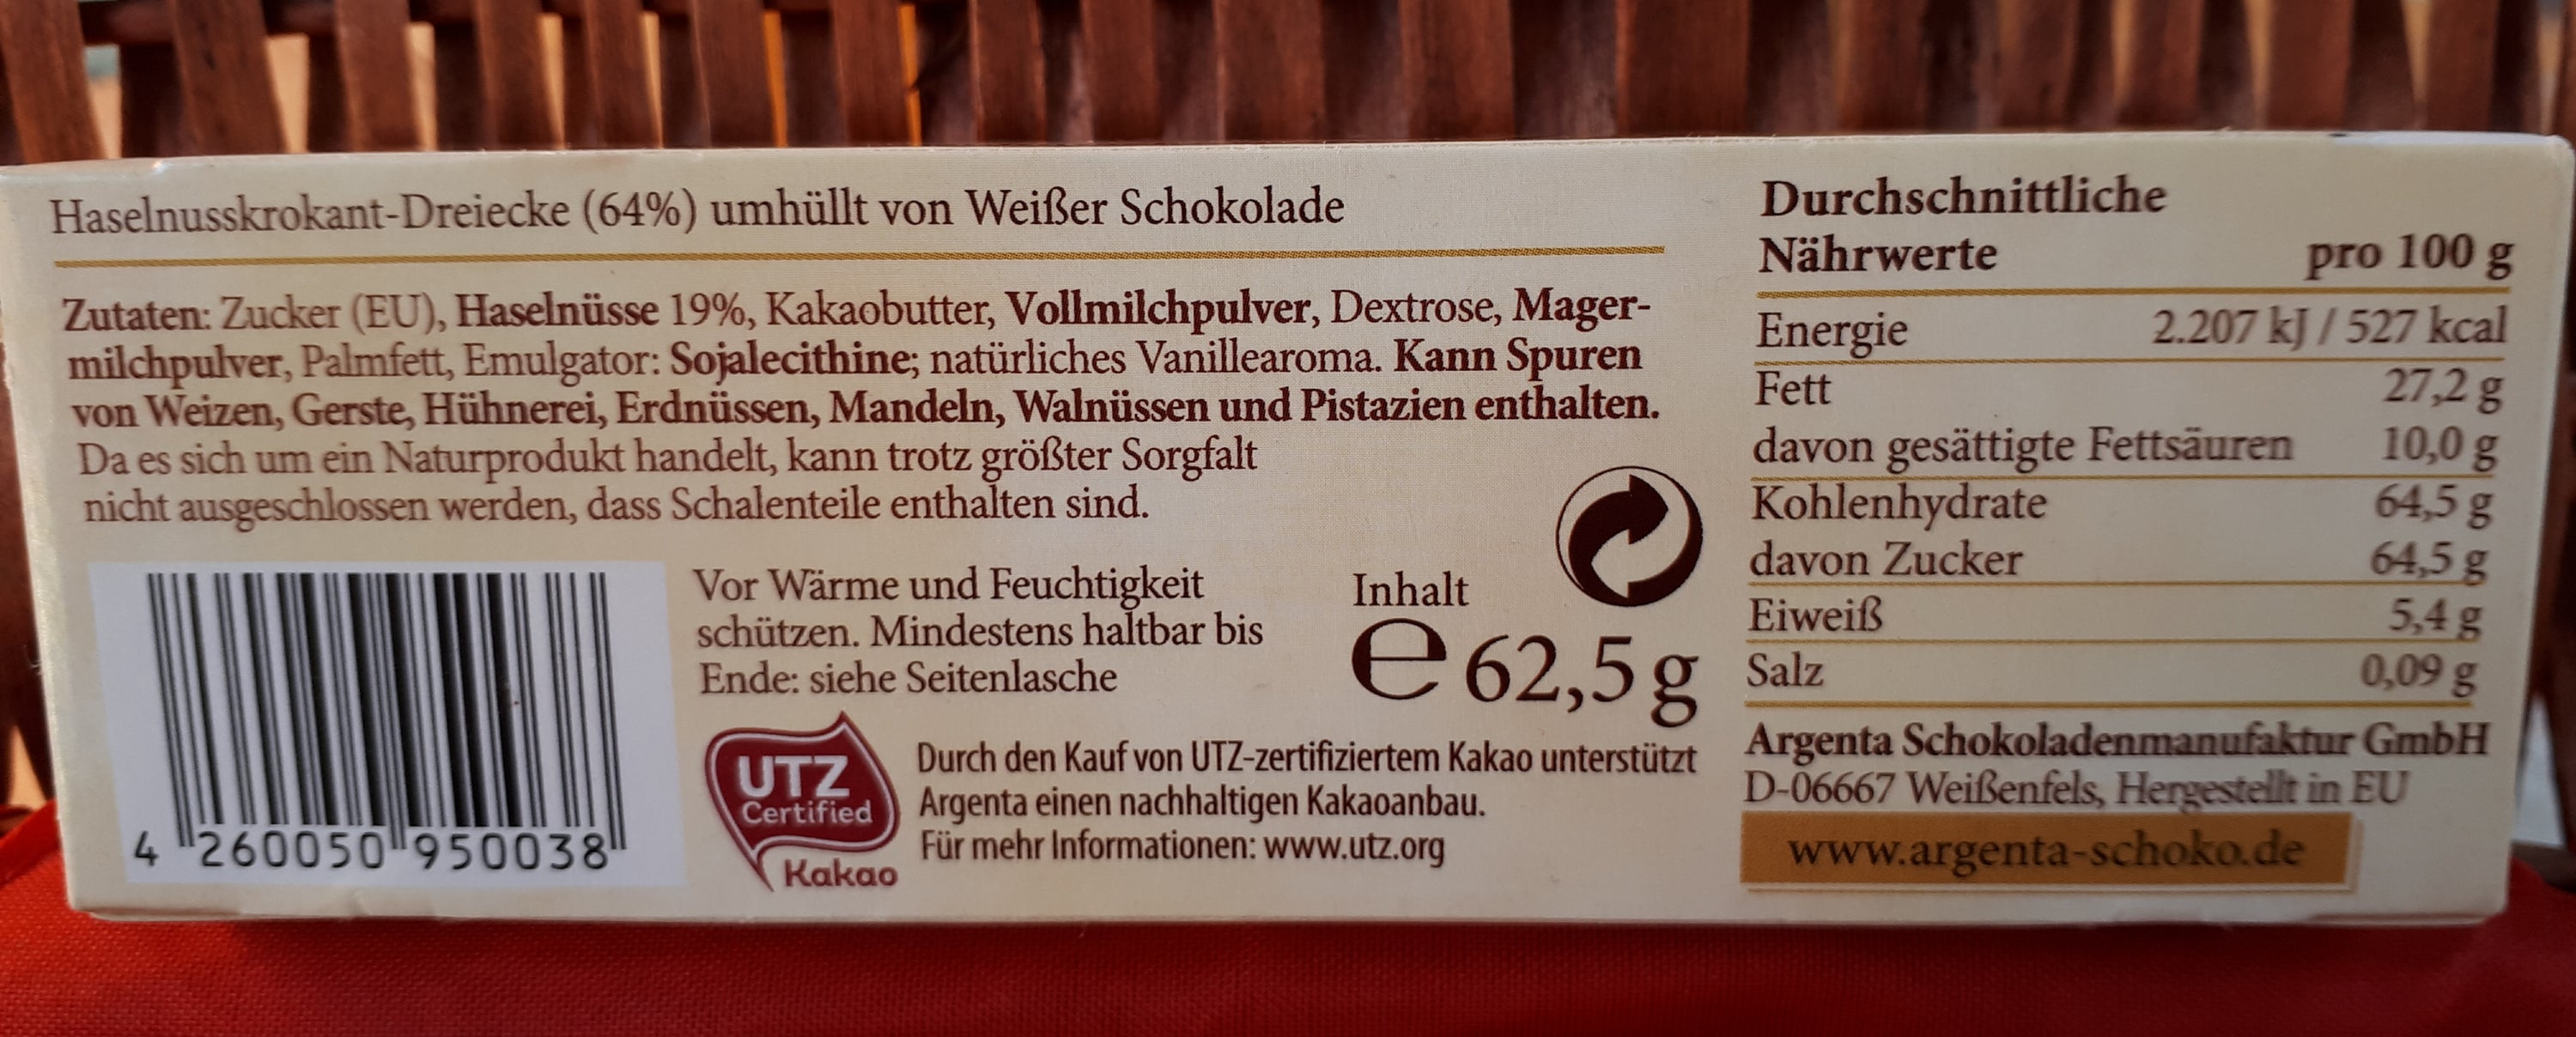 Haselnusskrokant-Dreiecke (64%) umhüllt von Weißer Schokolade
Zutaten: Zucker (EU), Haselnüsse 19%, Kakaobutter, Vollmilchpulver, Dextrose, Mager-
milchpulver, Palmfett, Emulgator: Sojalecithine; natürliches Vanillearoma. Kann Spuren
von Weizen, Gerste, Hühnerei, Erdnüssen, Mandeln, Walnüssen und Pistazien enthalten.
Da es sich um ein Naturprodukt handelt, kann trotz größter Sorgfalt
nicht ausgeschlossen werden, dass Schalenteile enthalten sind.
4 260050 950038
Vor Wärme und Feuchtigkeit
schützen. Mindestens haltbar bis
Ende: siehe Seitenlasche
Inhalt
e 62,5 g
UTZ
Certified
Kakao
Durch den Kauf von UTZ-zertifiziertem Kakao unterstützt
Argenta einen nachhaltigen Kakaoanbau.
Für mehr Informationen: www.utz.org
Durchschnittliche
Nährwerte pro 100 g
Energie 2.207 kJ / 527 kcal
Fett 27,2 g
davon gesättigte Fettsäuren 10,0 g
Kohlenhydrate 64,5 g
davon Zucker 64,5 g
Eiweiß 5,4 g
Salz 0,09 g
Argenta Schokoladenmanufaktur GmbH
D-06667 Weißenfels, Hergestellt in EU
www.argenta-schoko.de